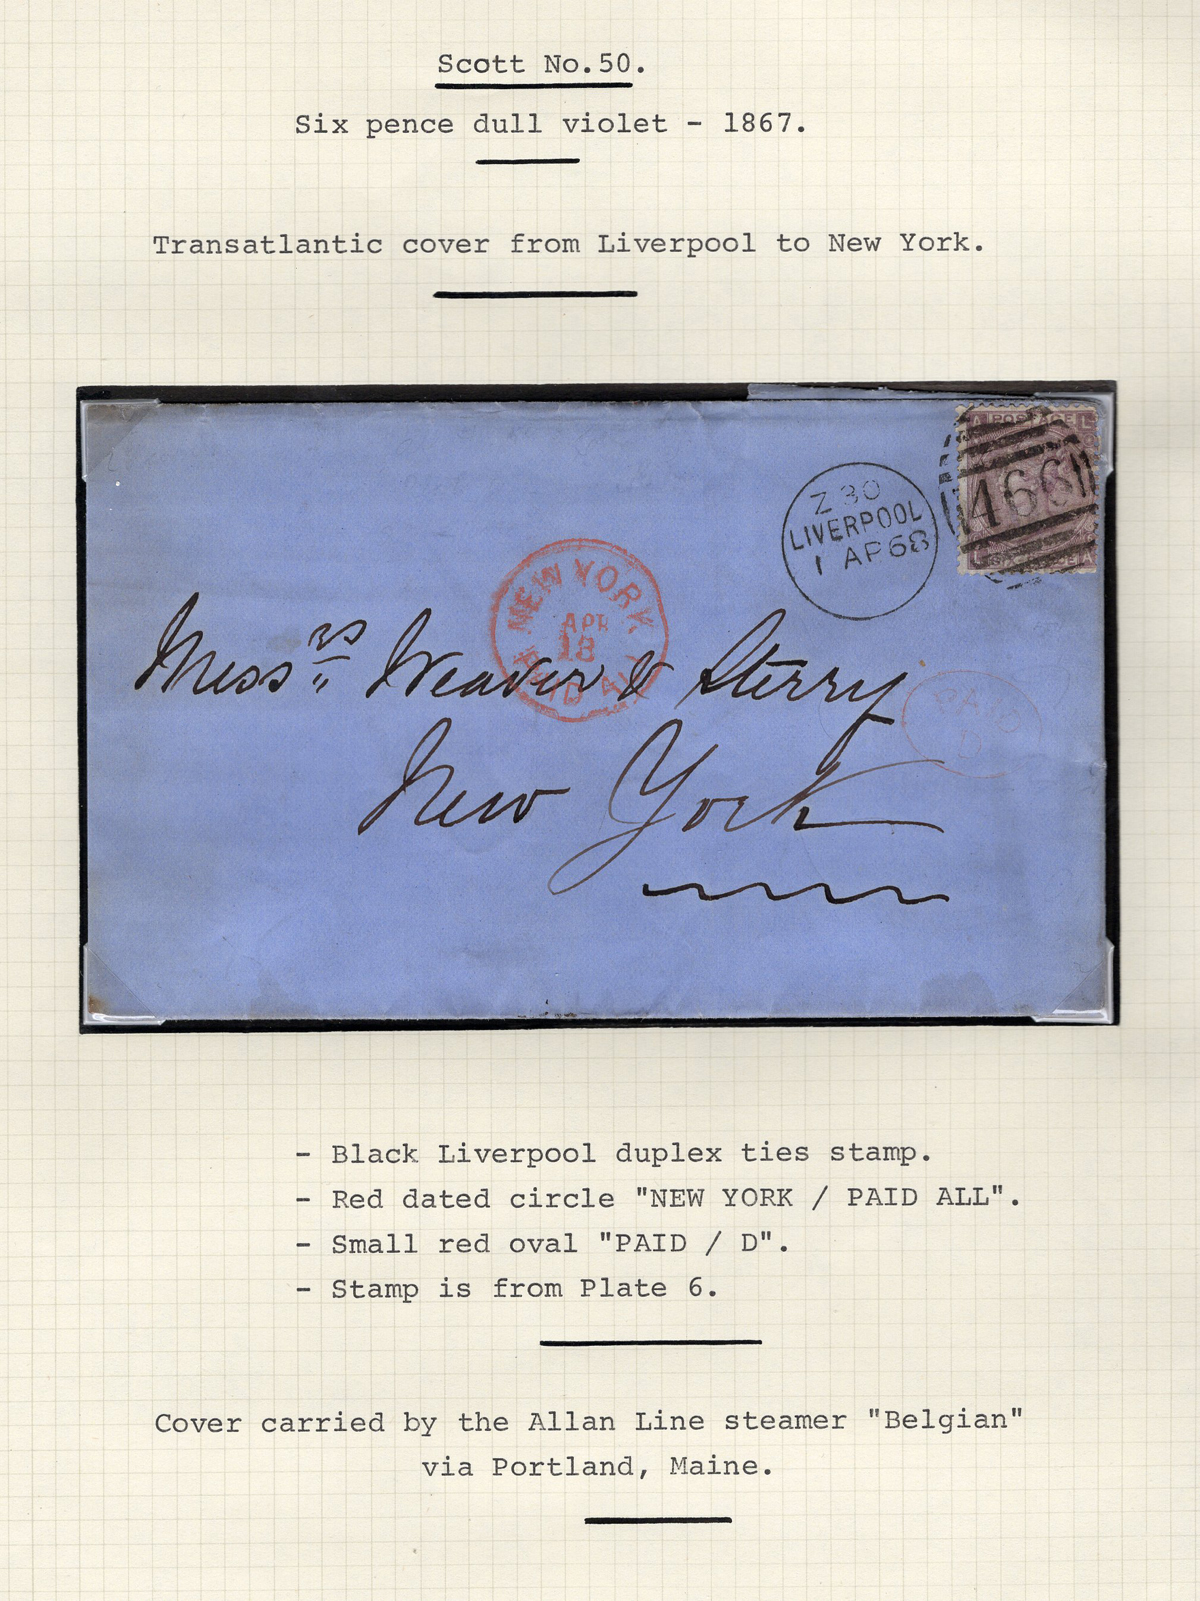 Scott No.50.
Six pence dull violet - 1867.
Transatlantic cover from Liverpool to New York.
A POSTAGE L
466
L A
Z 30
LIVERPOOL
1 AP 68
NEW YORK
APR
18
PAID ALL
Messrs Weaver & Sterry
PAID
D
New York
- Black Liverpool duplex ties stamp.
- Red dated circle "NEW YORK / PAID ALL".
- Small red oval "PAID / D".
- Stamp is from Plate 6.
Cover carried by the Allan Line steamer "Belgian"
via Portland, Maine.